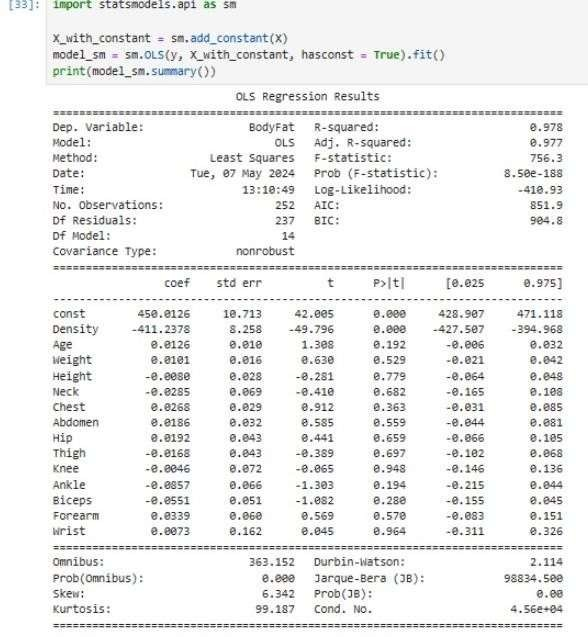 [33]: import statsmodels.api as sm
X_with_constant = sm.add_constant(X)
model_sm = sm.OLS(y, X_with_constant, hasconst = True).fit()
print(model_sm.summary())
OLS Regression Results
==============================================================================
Dep. Variable: BodyFat R-squared: 0.978
Model: OLS Adj. R-squared: 0.977
Method: Least Squares F-statistic: 756.3
Date: Tue, 07 May 2024 Prob (F-statistic): 8.50e-188
Time: 13:10:49 Log-Likelihood: -410.93
No. Observations: 252 AIC: 851.9
Df Residuals: 237 BIC: 904.8
Df Model: 14
Covariance Type: nonrobust
==============================================================================
coef std err t P>|t| [0.025 0.975]
------------------------------------------------------------------------------
const 450.0126 10.713 42.005 0.000 428.907 471.118
Density -411.2378 8.258 -49.796 0.000 -427.507 -394.968
Age 0.0126 0.010 1.308 0.192 -0.006 0.032
Weight 0.0101 0.016 0.630 0.529 -0.021 0.042
Height -0.0080 0.028 -0.281 0.779 -0.064 0.048
Neck -0.0285 0.069 -0.410 0.682 -0.165 0.108
Chest 0.0268 0.029 0.912 0.363 -0.031 0.085
Abdomen 0.0186 0.032 0.585 0.559 -0.044 0.081
Hip 0.0192 0.043 0.441 0.659 -0.066 0.105
Thigh -0.0168 0.043 -0.389 0.697 -0.102 0.068
Knee -0.0046 0.072 -0.065 0.948 -0.146 0.136
Ankle -0.0857 0.066 -1.303 0.194 -0.215 0.044
Biceps -0.0551 0.051 -1.082 0.280 -0.155 0.045
Forearm 0.0339 0.060 0.569 0.570 -0.083 0.151
Wrist 0.0073 0.162 0.045 0.964 -0.311 0.326
==============================================================================
Omnibus: 363.152 Durbin-Watson: 2.114
Prob(Omnibus): 0.000 Jarque-Bera (JB): 98834.500
Skew: 6.342 Prob(JB): 0.00
Kurtosis: 99.187 Cond. No. 4.56e+04
==============================================================================